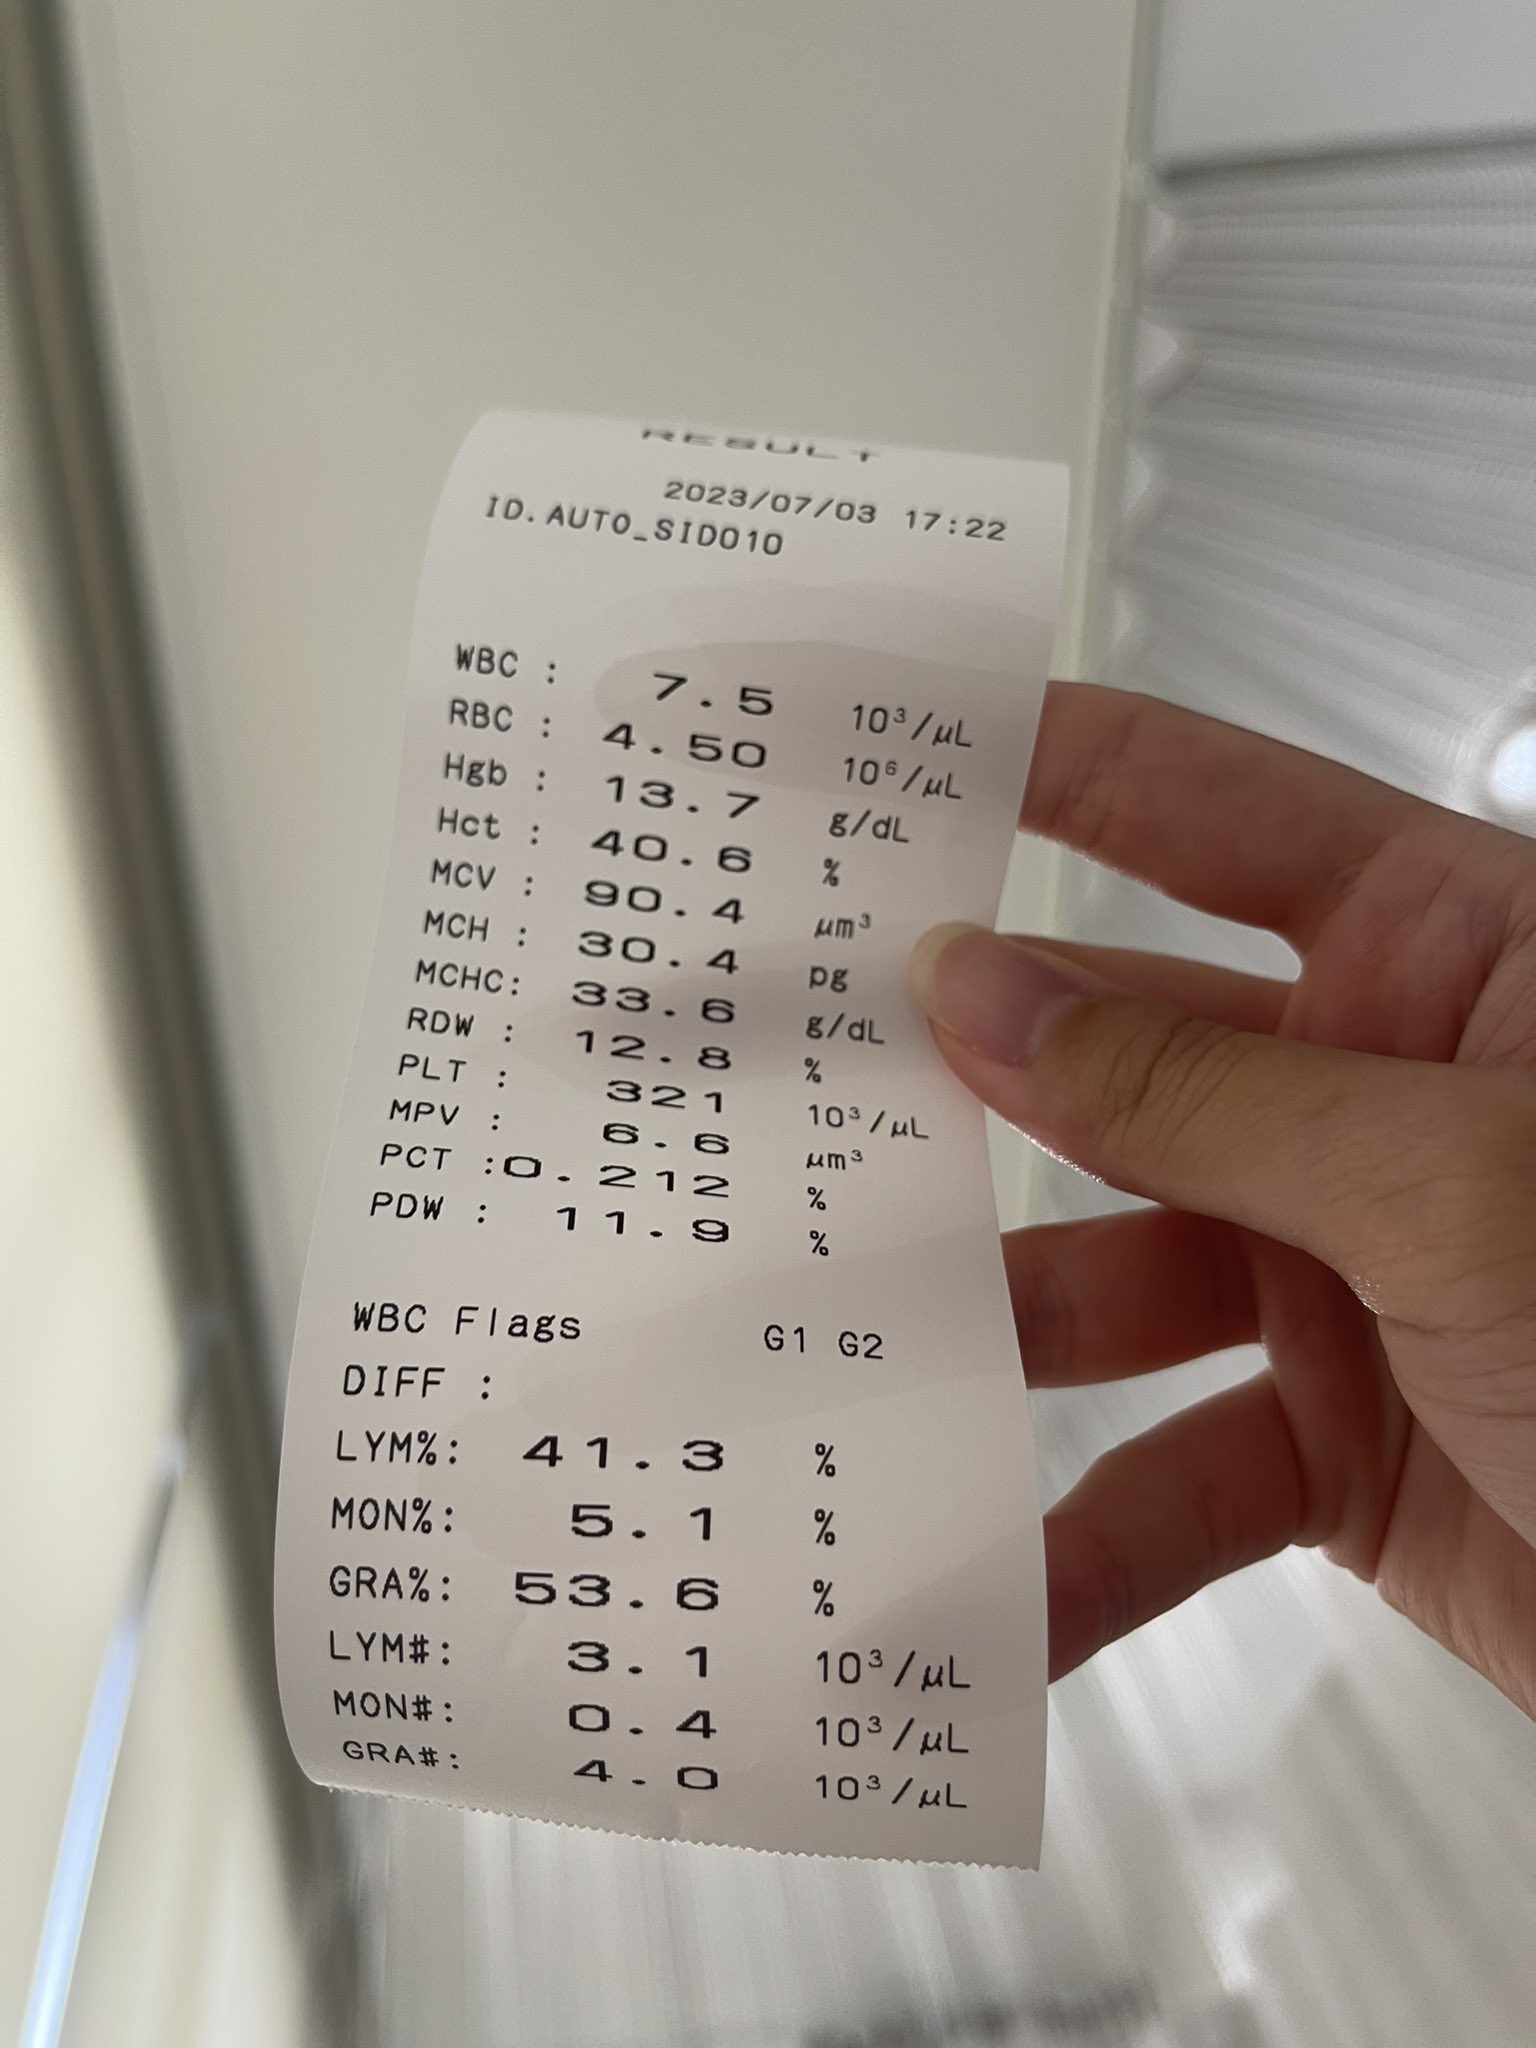 RESULT
2023/07/03 17:22
ID.AUTO_SID010
WBC : 7.5 10³/μL
RBC : 4.50 10⁶/μL
Hgb : 13.7 g/dL
Hct : 40.6 %
MCV : 90.4 μm³
MCH : 30.4 pg
MCHC: 33.6 g/dL
RDW : 12.8 %
PLT : 321 10³/μL
MPV : 6.6 μm³
PCT :0.212 %
PDW : 11.9 %
WBC Flags G1 G2
DIFF :
LYM%: 41.3 %
MON%: 5.1 %
GRA%: 53.6 %
LYM#: 3.1 10³/μL
MON#: 0.4 10³/μL
GRA#: 4.0 10³/μL